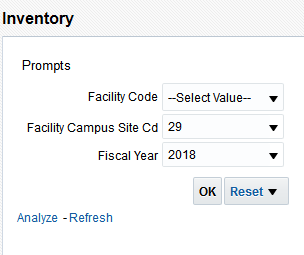 Inventory
Prompts
Facility Code --Select Value--
Facility Campus Site Cd 29
Fiscal Year 2018
OK Reset
Analyze - Refresh